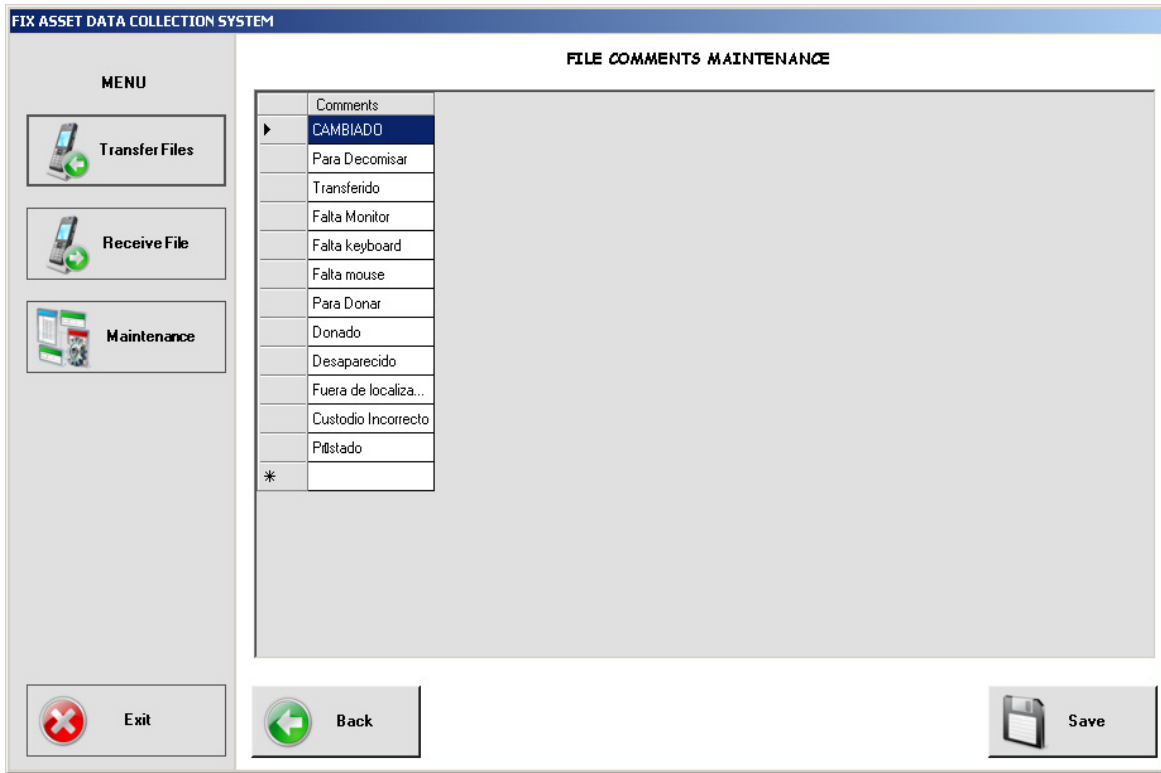 FIX ASSET DATA COLLECTION SYSTEM
FILE COMMENTS MAINTENANCE
MENU
Transfer Files
Receive File
Maintenance
Exit
Comments
CAMBIADO
Para Decomisar
Transferido
Falta Monitor
Falta keyboard
Falta mouse
Para Donar
Donado
Desaparecido
Fuera de localiza...
Custodio Incorrecto
*
Back
Save